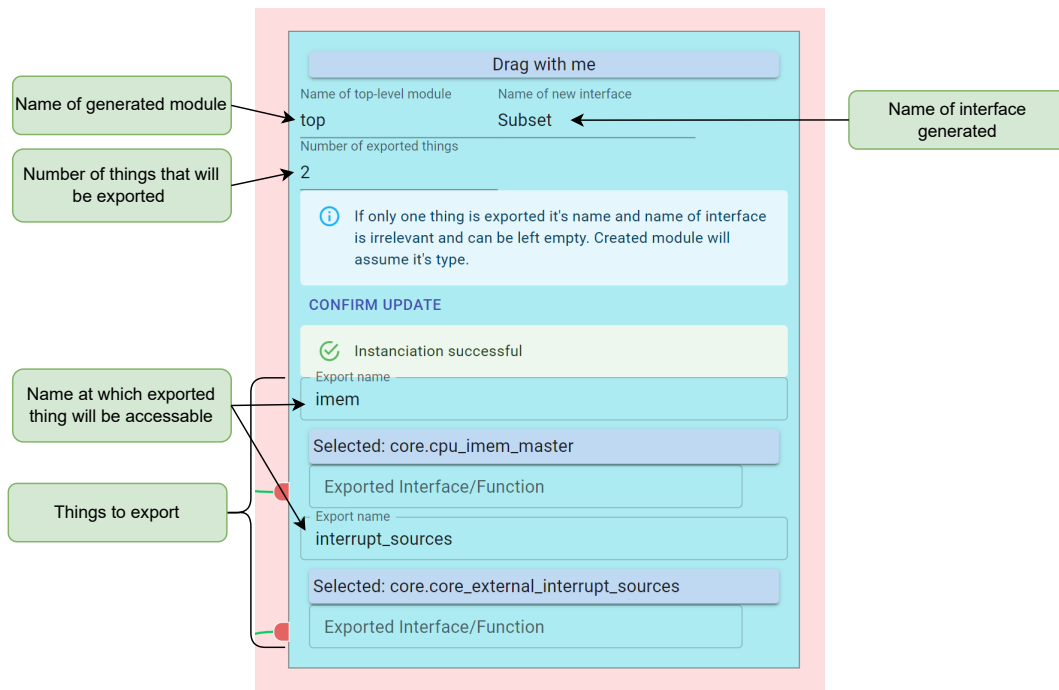 Drag with me
Name of generated module
Name of top-level module
Name of new interface
top
Subset
Name of interface
generated
Number of exported things
Number of things that will
be exported
2
If only one thing is exported it's name and name of interface
is irrelevant and can be left empty. Created module will
assume it's type.
CONFIRM UPDATE
Instanciation successful
Name at which exported
thing will be accessable
Export name
imem
Selected: core.cpu_imem_master
Exported Interface/Function
Things to export
Export name
interrupt_sources
Selected: core.core_external_interrupt_sources
Exported Interface/Function